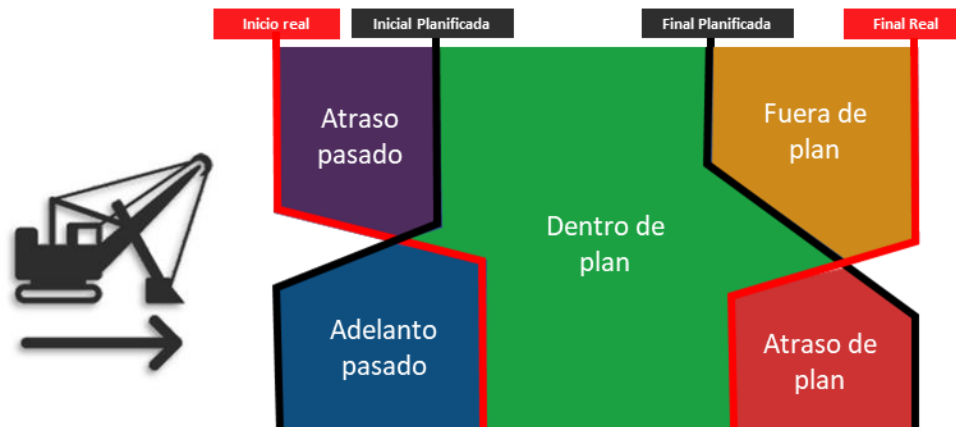 Inicio real
Inicial Planificada
Final Planificada
Final Real
Atraso
pasado
Fuera de
plan
Dentro de
plan
Adelanto
pasado
Atraso de
plan